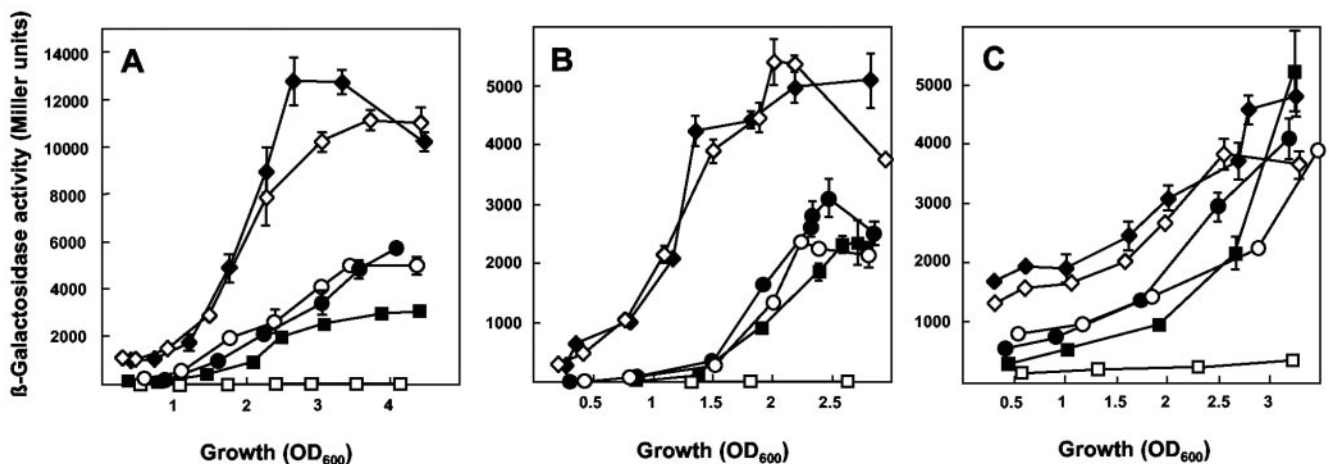 A
B
C
ß-Galactosidase activity (Miller units)
14000
12000
10000
8000
6000
4000
2000
1 2 3 4
Growth (OD600)
5000
4000
3000
2000
1000
0.5 1 1.5 2 2.5
Growth (OD600)
5000
4000
3000
2000
1000
0.5 1 1.5 2 2.5 3
Growth (OD600)